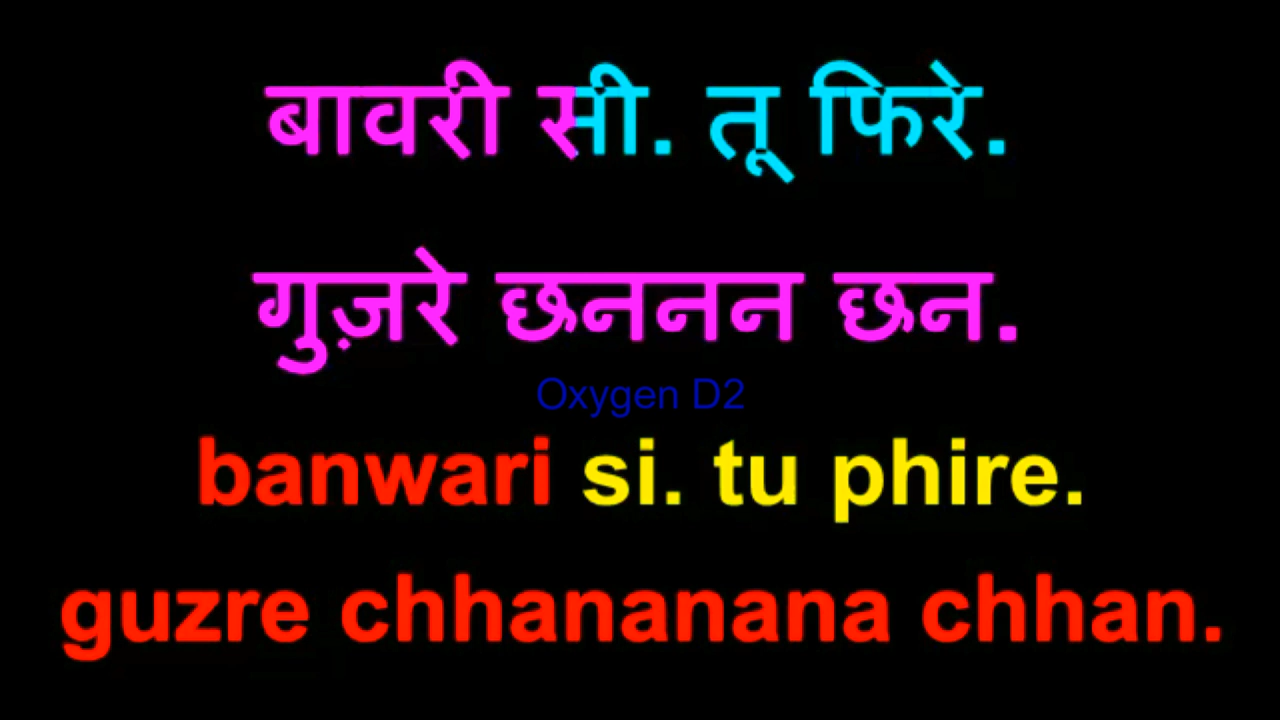 बावरी सी. तू फिरे.
गुज़रे छननन छन.
Oxygen D2
banwari si. tu phire.
guzre chhananana chhan.